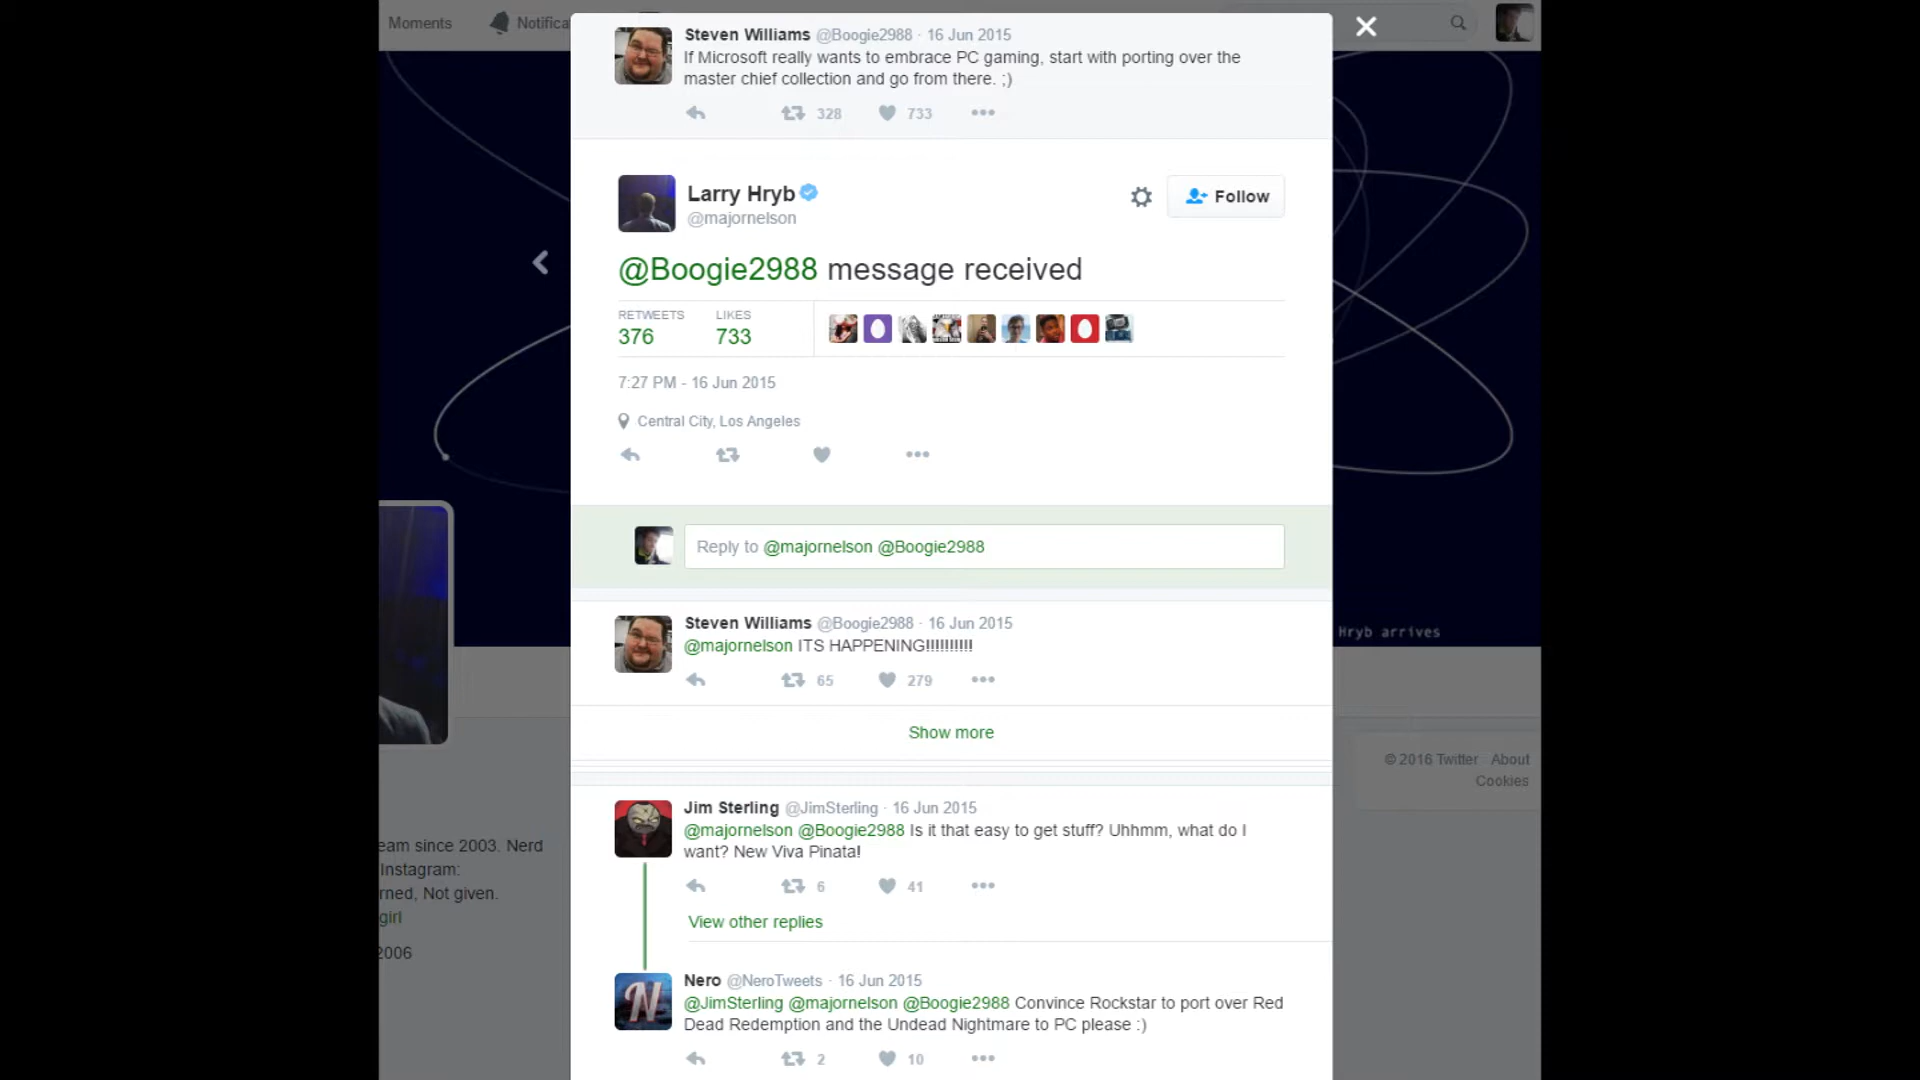 Moments Notifica
Steven Williams @Boogie2988 · 16 Jun 2015
If Microsoft really wants to embrace PC gaming, start with porting over the
master chief collection and go from there. ;)
328 733
Larry Hryb
@majornelson
Follow
@Boogie2988 message received
RETWEETS LIKES
376 733
7:27 PM - 16 Jun 2015
Central City, Los Angeles
Reply to @majornelson @Boogie2988
Steven Williams @Boogie2988 · 16 Jun 2015
@majornelson ITS HAPPENING!!!!!!!!!!
65 279
Show more
Jim Sterling @JimSterling · 16 Jun 2015
@majornelson @Boogie2988 Is it that easy to get stuff? Uhhmm, what do I
want? New Viva Pinata!
6 41
View other replies
Nero @NeroTweets · 16 Jun 2015
@JimSterling @majornelson @Boogie2988 Convince Rockstar to port over Red
Dead Redemption and the Undead Nightmare to PC please :)
2 10
Hryb arrives
© 2016 Twitter About
Cookies
eam since 2003. Nerd
Instagram:
rned, Not given.
girl
2006